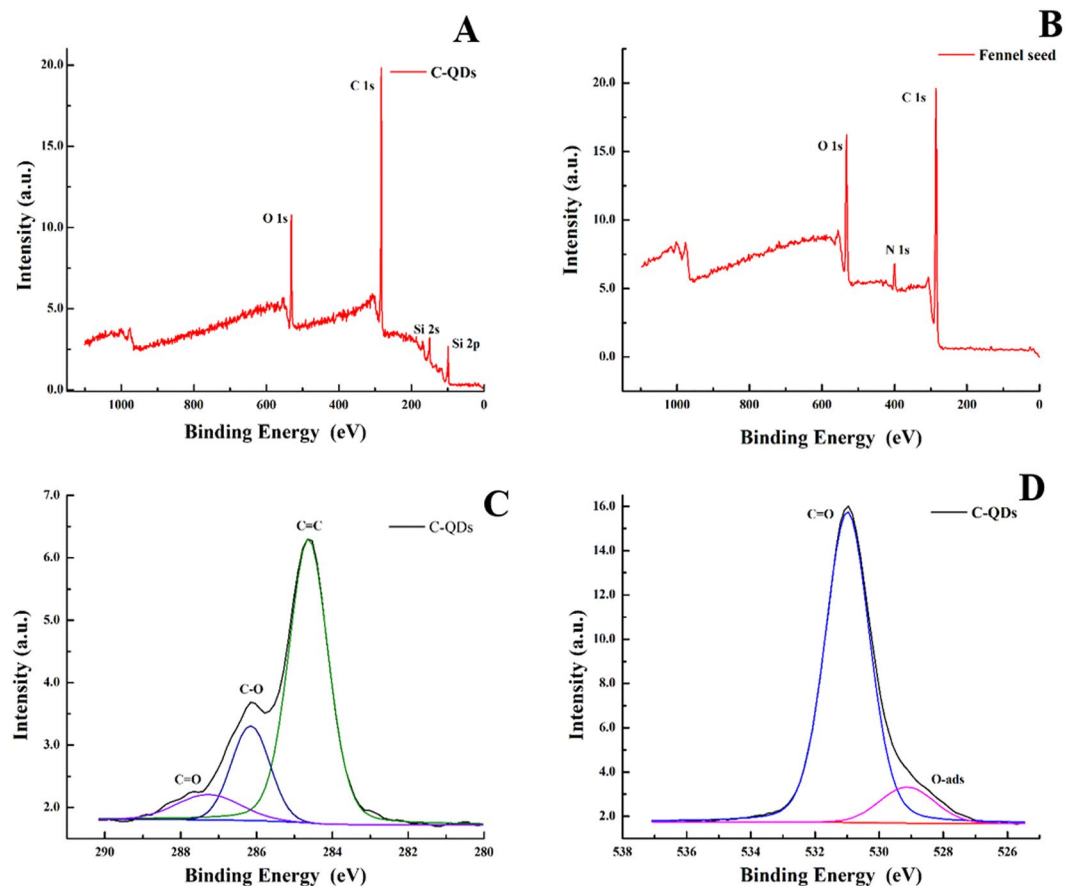 A
C-QDs
C 1s
O 1s
Si 2s
Si 2p
Intensity (a.u.)
20.0
15.0
10.0
5.0
0.0
1000 800 600 400 200 0
Binding Energy (eV)
B
Fennel seed
C 1s
O 1s
N 1s
Intensity (a.u.)
20.0
15.0
10.0
5.0
0.0
1000 800 600 400 200 0
Binding Energy (eV)
C
C-QDs
C=C
C-O
C=O
Intensity (a.u.)
7.0
6.0
5.0
4.0
3.0
2.0
290 288 286 284 282 280
Binding Energy (eV)
D
C-QDs
C=O
O-ads
Intensity (a.u.)
16.0
14.0
12.0
10.0
8.0
6.0
4.0
2.0
538 536 534 532 530 528 526
Binding Energy (eV)